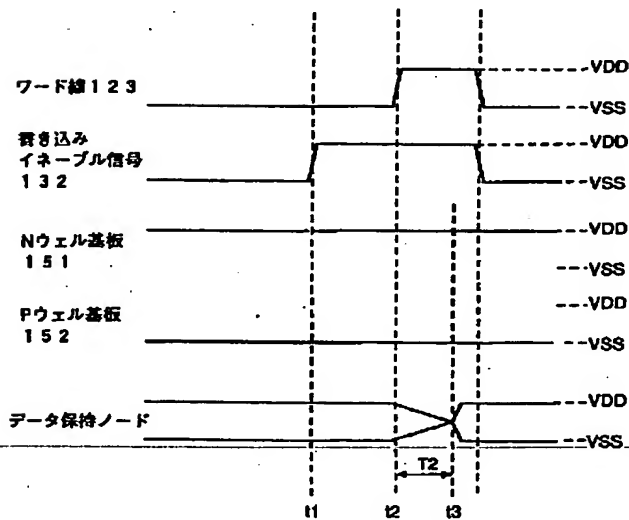 ワード線123
VDD
VSS
書き込み
イネーブル信号
132
VDD
VSS
Nウェル基板
151
VDD
VSS
Pウェル基板
152
VDD
VSS
データ保持ノード
VDD
VSS
T2
t1
t2
t3